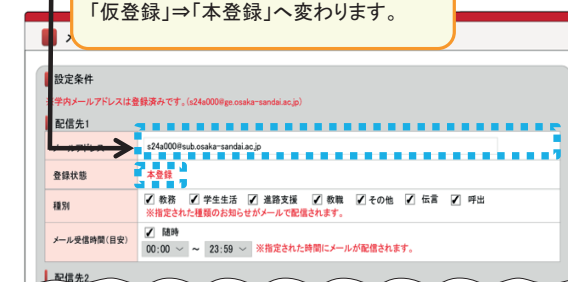 「仮登録」⇒「本登録」へ変わります。
設定条件
※学内メールアドレスは登録済みです。(s24a000@ge.osaka-sandai.ac.jp)
配信先1
メールアドレス
s24a000@sub.osaka-sandai.ac.jp
登録状態
本登録
種別
教務 学生生活 進路支援 教職 その他 伝言 呼出
※指定された種類のお知らせがメールで配信されます。
メール受信時間(目安)
随時
00:00 ～ 23:59 ※指定された時間にメールが配信されます。
配信先2